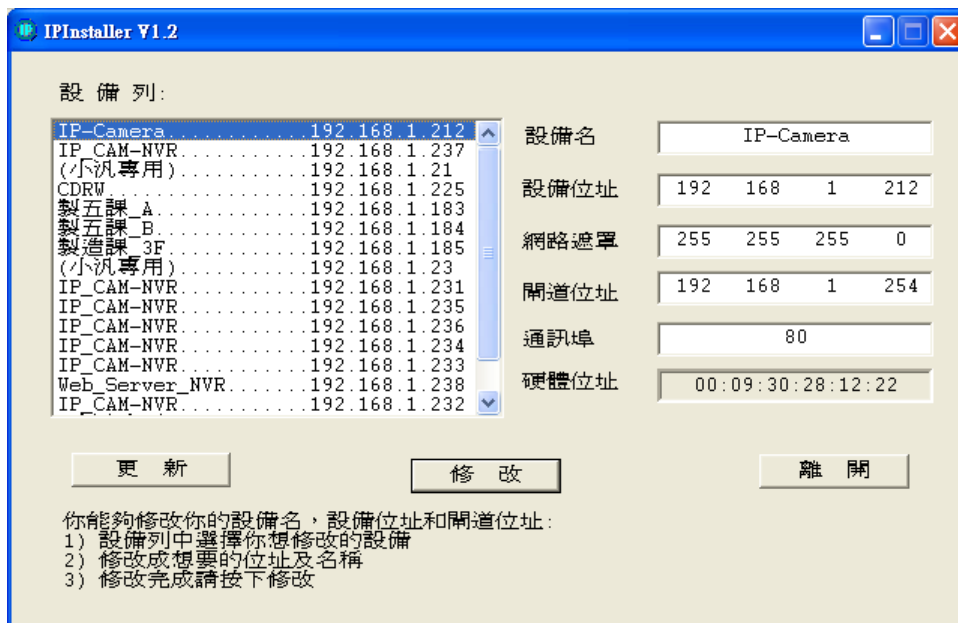 IPInstaller V1.2
設 備 列:
IP-Camera............192.168.1.212
IP_CAM-NVR...........192.168.1.237
(小汎專用)...........192.168.1.21
CDRW.................192.168.1.225
製五課_A.............192.168.1.183
製五課_B.............192.168.1.184
製造課_3F............192.168.1.185
(小汎專用)...........192.168.1.23
IP_CAM-NVR...........192.168.1.231
IP_CAM-NVR...........192.168.1.235
IP_CAM-NVR...........192.168.1.236
IP_CAM-NVR...........192.168.1.234
IP_CAM-NVR...........192.168.1.233
Web_Server_NVR.......192.168.1.238
IP_CAM-NVR...........192.168.1.232
設備名 IP-Camera
設備位址 192 168 1 212
網路遮罩 255 255 255 0
閘道位址 192 168 1 254
通訊埠 80
硬體位址 00:09:30:28:12:22
更 新
修 改
離 開
你能夠修改你的設備名，設備位址和閘道位址:
1) 設備列中選擇你想修改的設備
2) 修改成想要的位址及名稱
3) 修改完成請按下修改